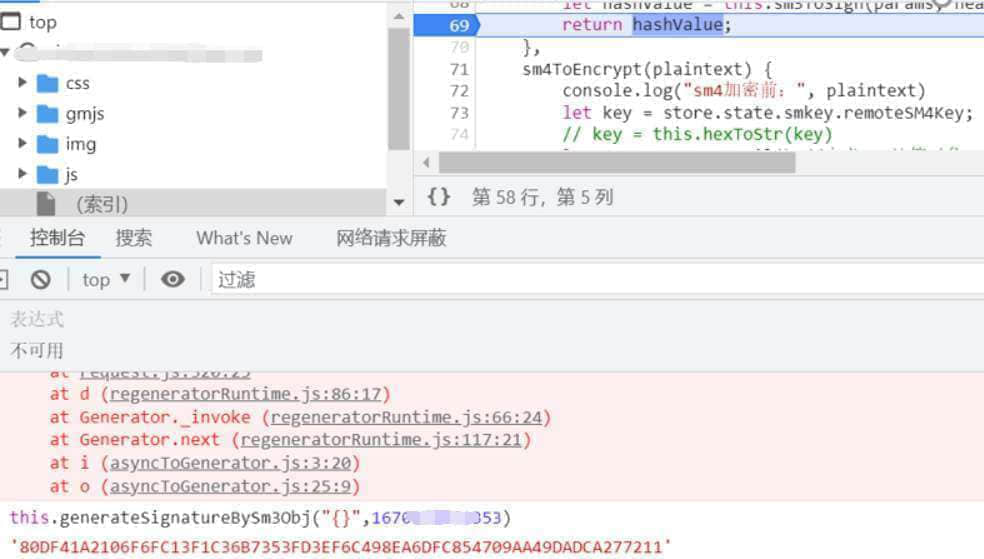 top
css
gmjs
img
js
(索引)
68 let hashValue = this.sm3ToSign(params,
69 return hashValue;
70 },
71 sm4ToEncrypt(plaintext) {
72 console.log("sm4加密前：", plaintext)
73 let key = store.state.smkey.remoteSM4Key;
74 // key = this.hexToStr(key)
{} 第 58 行，第 5 列
控制台 搜索 What's New 网络请求屏蔽
top 过滤
表达式
不可用
at request.js:320:25
at d (regeneratorRuntime.js:86:17)
at Generator._invoke (regeneratorRuntime.js:66:24)
at Generator.next (regeneratorRuntime.js:117:21)
at i (asyncToGenerator.js:3:20)
at o (asyncToGenerator.js:25:9)
this.generateSignatureBySm3Obj("{}",1670 353)
'80DF41A2106F6FC13F1C36B7353FD3EF6C498EA6DFC854709AA49DADCA277211'